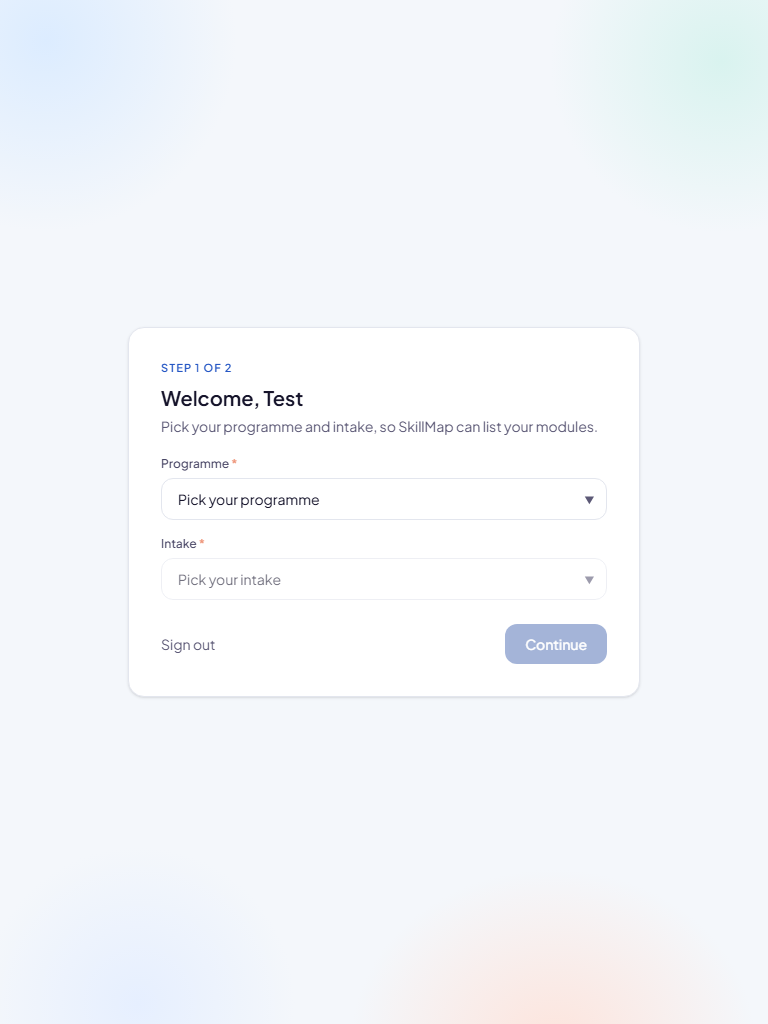 STEP 1 OF 2
Welcome, Test
Pick your programme and intake, so SkillMap can list your modules.
Programme *
Pick your programme
Intake *
Pick your intake
Sign out
Continue